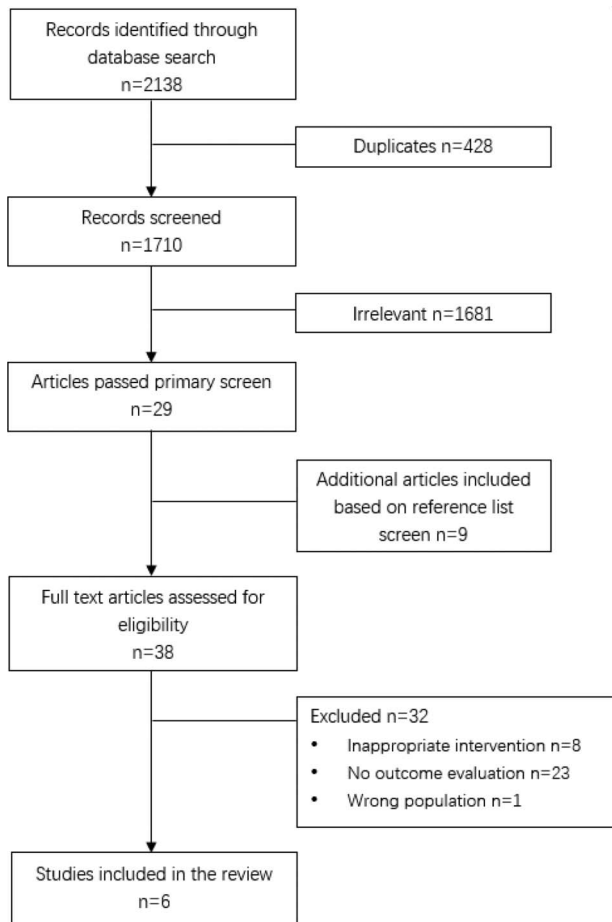 Records identified through
database search
n=2138
Duplicates n=428
Records screened
n=1710
Irrelevant n=1681
Articles passed primary screen
n=29
Additional articles included
based on reference list
screen n=9
Full text articles assessed for
eligibility
n=38
Excluded n=32
• Inappropriate intervention n=8
• No outcome evaluation n=23
• Wrong population n=1
Studies included in the review
n=6